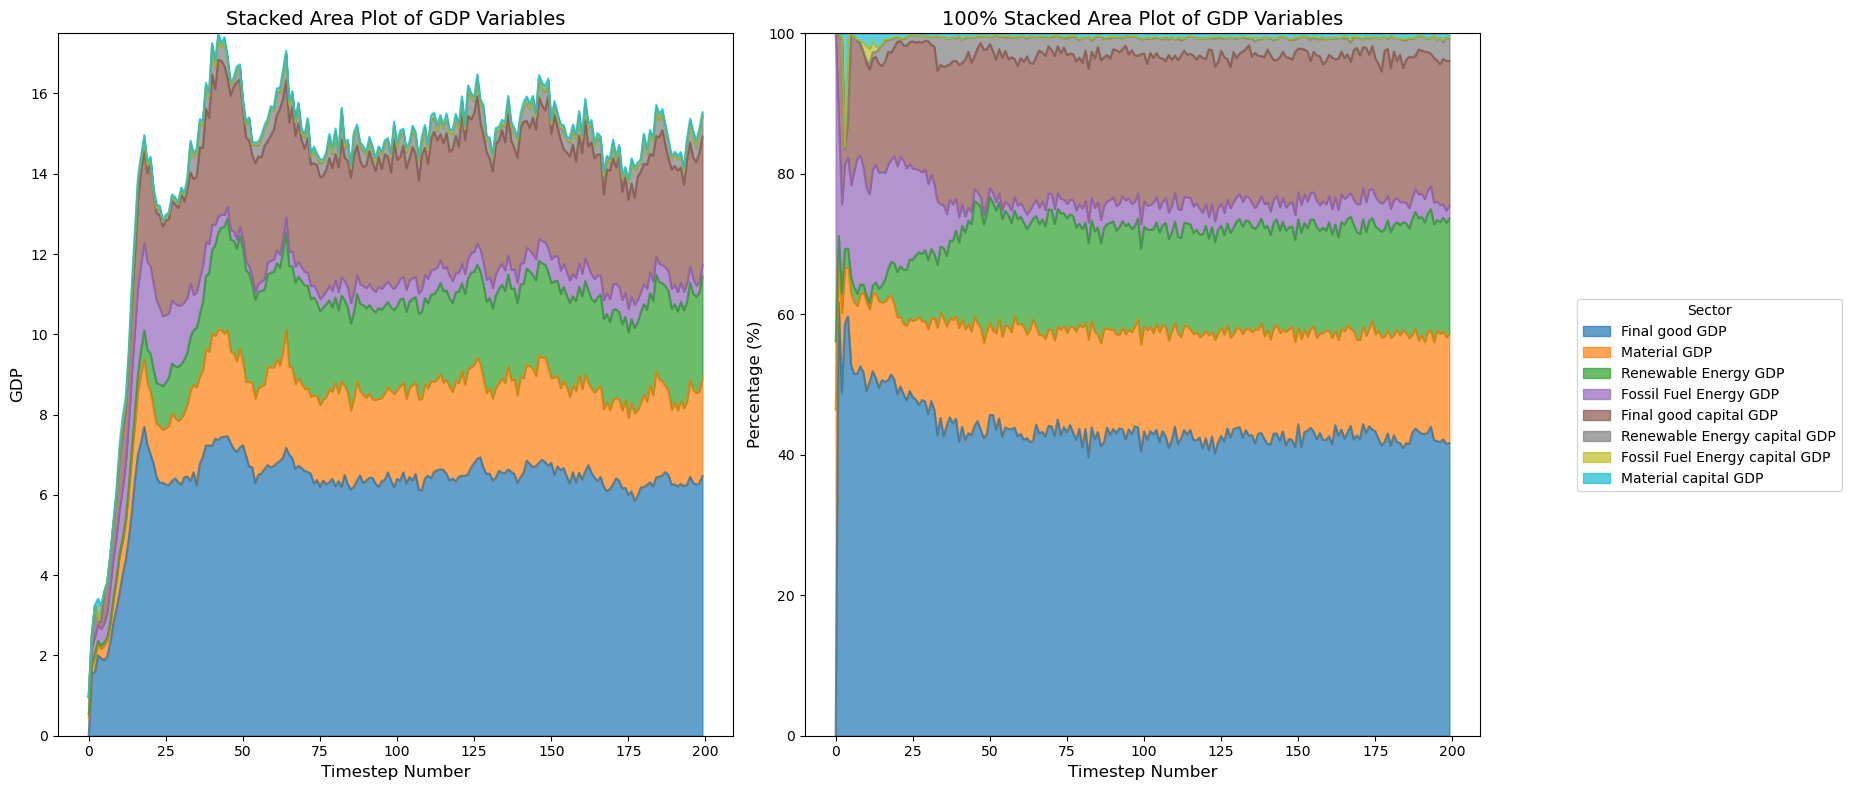 Stacked Area Plot of GDP Variables
16
14
12
10
8
6
4
2
0
GDP
0 25 50 75 100 125 150 175 200
Timestep Number
100% Stacked Area Plot of GDP Variables
100
80
60
40
20
0
Percentage (%)
0 25 50 75 100 125 150 175 200
Timestep Number
Sector
Final good GDP
Material GDP
Renewable Energy GDP
Fossil Fuel Energy GDP
Final good capital GDP
Renewable Energy capital GDP
Fossil Fuel Energy capital GDP
Material capital GDP